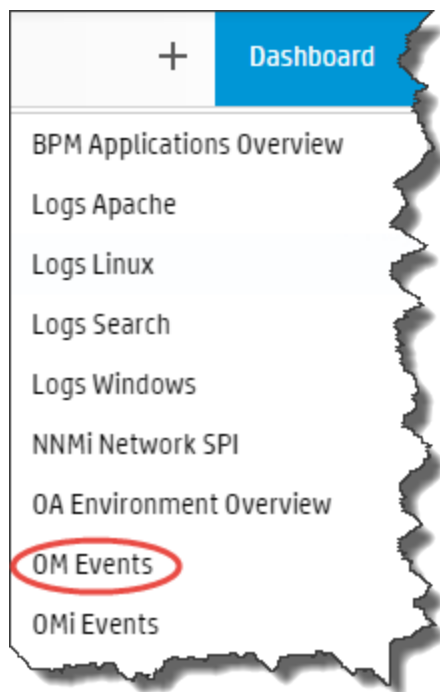 + Dashboard
BPM Applications Overview
Logs Apache
Logs Linux
Logs Search
Logs Windows
NNMi Network SPI
OA Environment Overview
OM Events
OMi Events